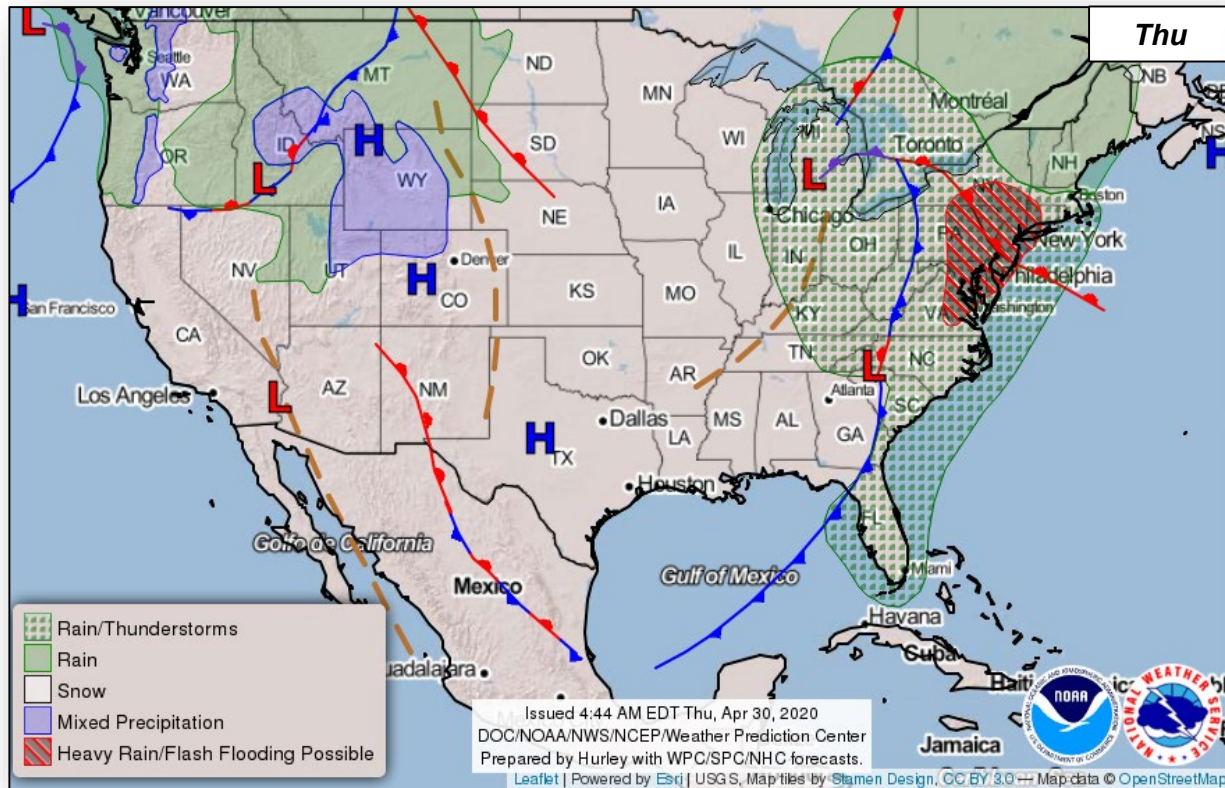 Thu
Vancouver
L
Seattle
WA
MT
ND
MN
Montréal
NB
NS
H
OR
ID
H
L
WY
SD
WI
MI
L
Toronto
NH
Boston
NE
IA
Chicago
NY
New York
NV
UT
H
Denver
CO
IL
IN
OH
PA
Philadelphia
H
San Francisco
KS
MO
KY
VA
Washington
CA
OK
TN
L
NC
Los Angeles
L
AZ
NM
AR
Atlanta
SC
H
TX
Dallas
LA
MS
AL
GA
Houston
FL
Golfo de California
Mexico
Gulf of Mexico
Miami
Havana
Cuba
Jamaica
Rain/Thunderstorms
Rain
Snow
Mixed Precipitation
Heavy Rain/Flash Flooding Possible
Issued 4:44 AM EDT Thu, Apr 30, 2020
DOC/NOAA/NWS/NCEP/Weather Prediction Center
Prepared by Hurley with WPC/SPC/NHC forecasts.
NOAA
NATIONAL WEATHER SERVICE
Leaflet | Powered by Esri | USGS, Map tiles by Stamen Design, CC BY 3.0 — Map data © OpenStreetMap